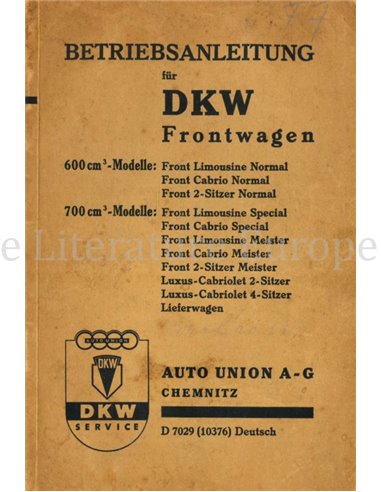 77
BETRIEBSANLEITUNG
für
DKW
Frontwagen
600 cm³-Modelle: Front Limousine Normal
Front Cabrio Normal
Front 2-Sitzer Normal
700 cm³-Modelle: Front Limousine Special
Front Cabrio Special
Front Limousine Meister
Front Cabrio Meister
Front 2-Sitzer Meister
Luxus-Cabriolet 2-Sitzer
Luxus-Cabriolet 4-Sitzer
Lieferwagen
AUTO UNION
DKW
DKW
SERVICE
AUTO UNION A-G
CHEMNITZ
D 7029 (10376) Deutsch